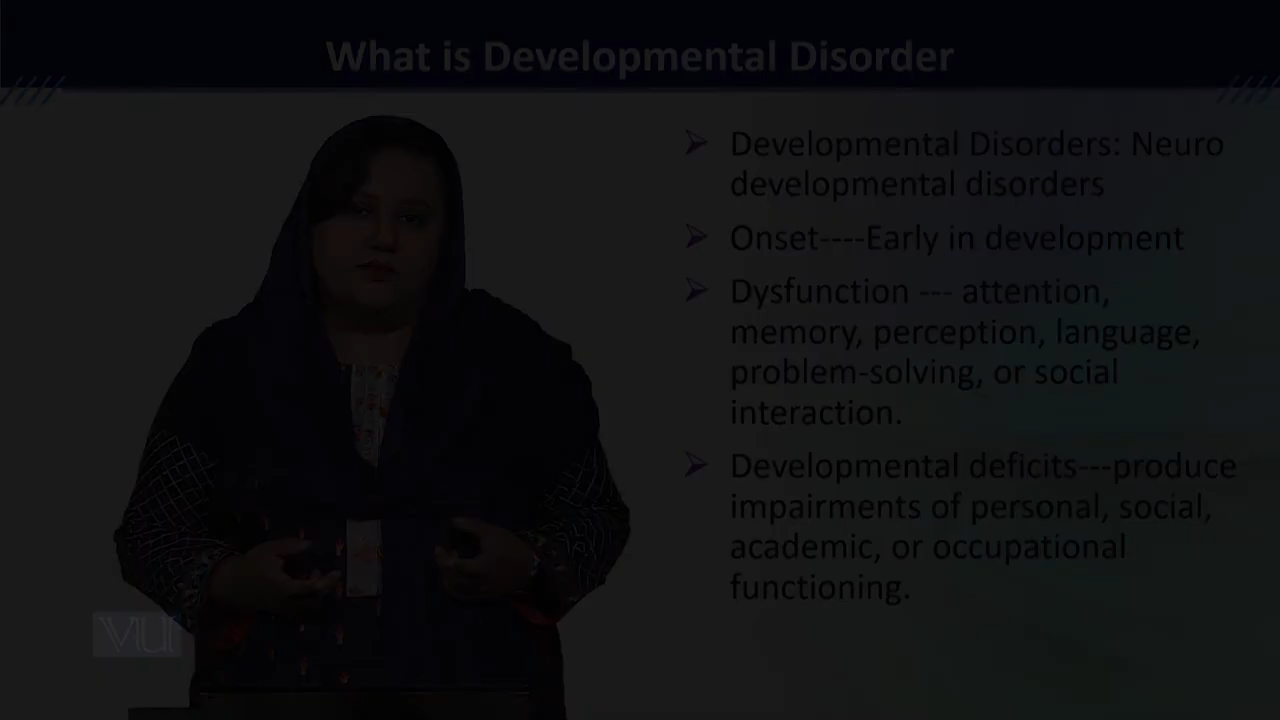 What is Developmental Disorder
Developmental Disorders: Neuro
developmental disorders
Onset----Early in development
Dysfunction --- attention,
memory, perception, language,
problem-solving, or social
interaction.
Developmental deficits---produce
impairments of personal, social,
academic, or occupational
functioning.
VU